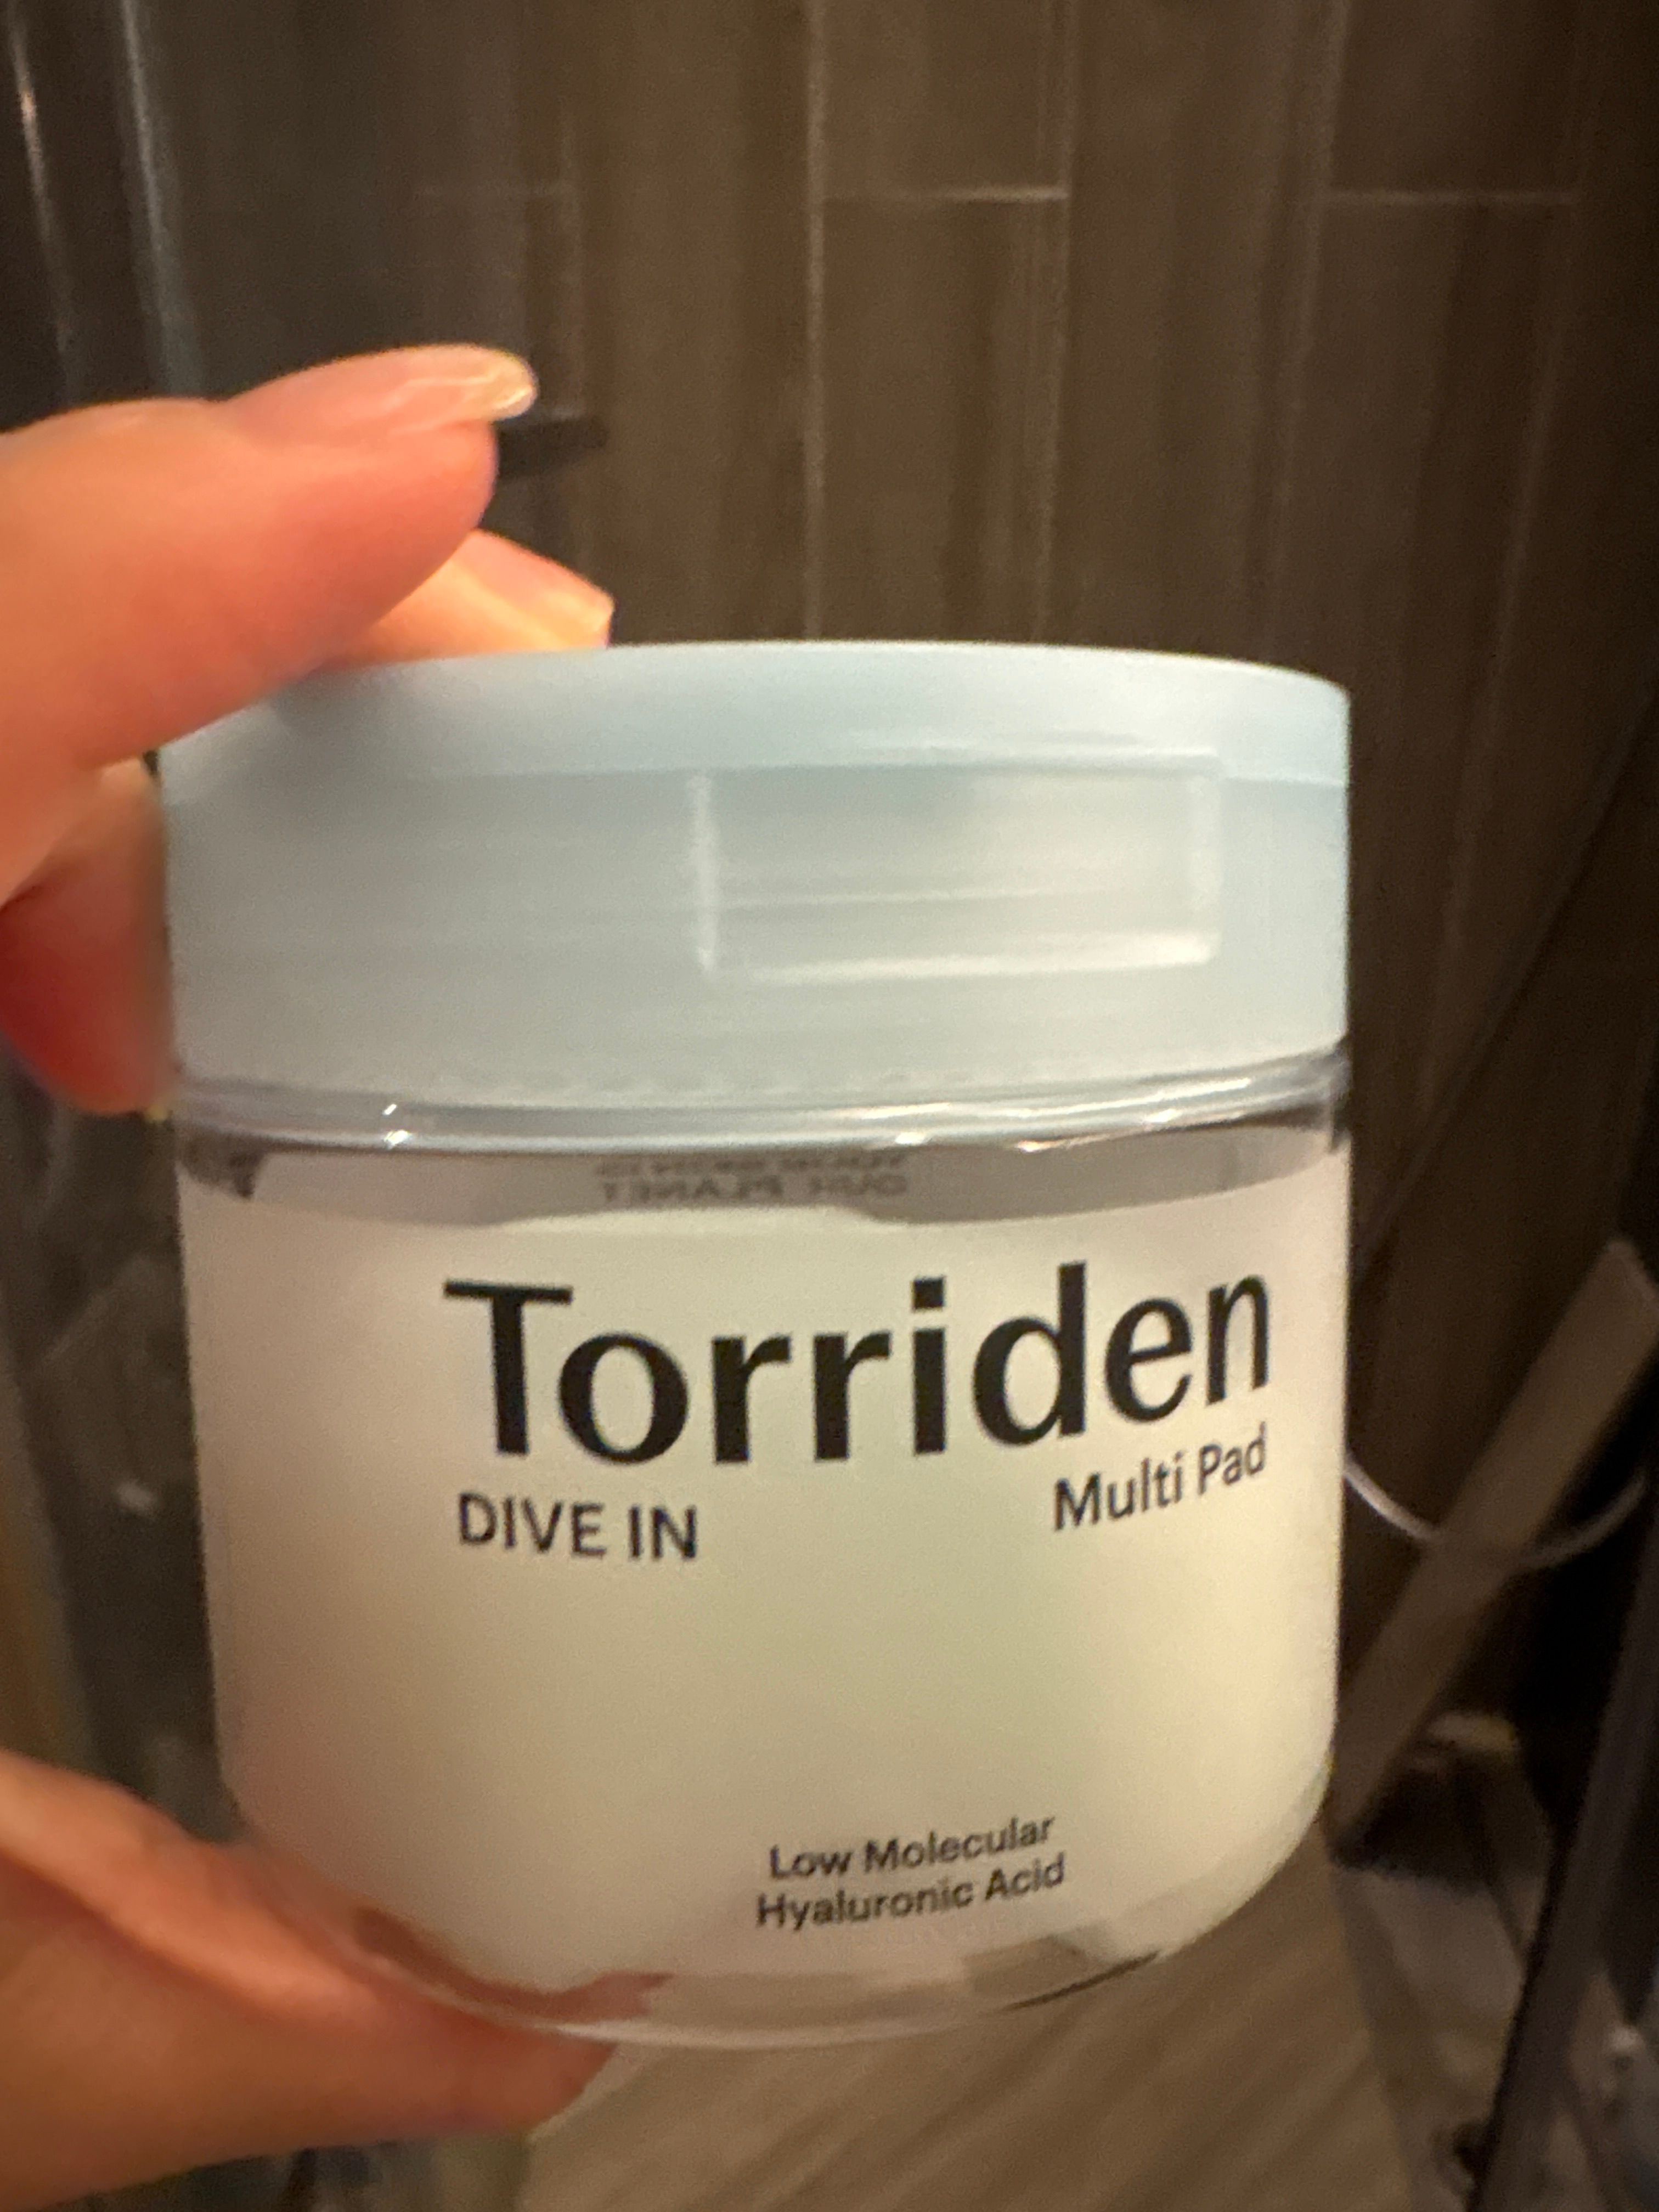 Torriden
DIVE IN Multi Pad
Low Molecular
Hyaluronic Acid